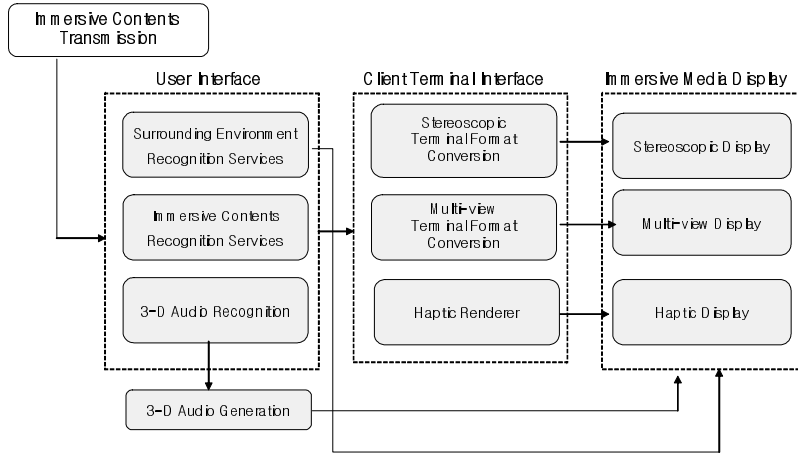 Immersive Contents
Transmission
User Interface
Client Terminal Interface
Immersive Media Display
Surrounding Environment
Recognition Services
Stereoscopic
Terminal Format
Conversion
Stereoscopic Display
Immersive Contents
Recognition Services
Multi-view
Terminal Format
Conversion
Multi-view Display
3-D Audio Recognition
Haptic Renderer
Haptic Display
3-D Audio Generation